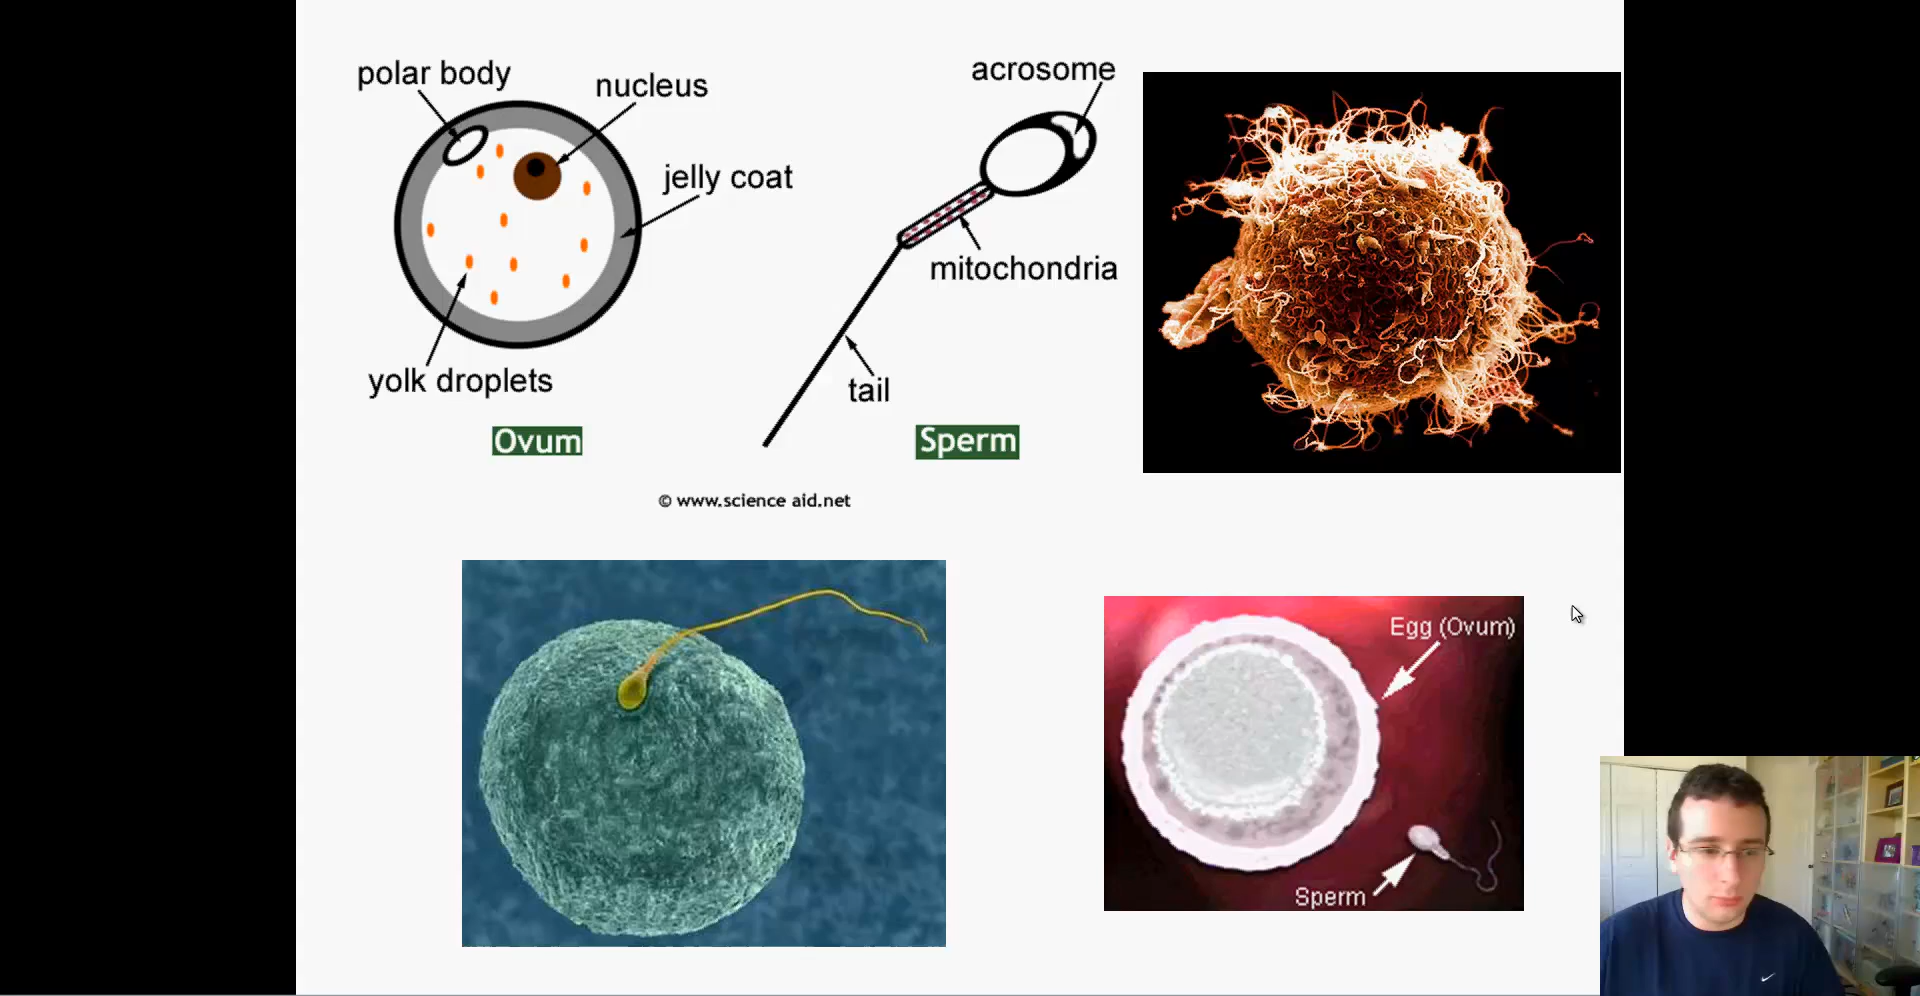 polar body
nucleus
jelly coat
yolk droplets
Ovum
acrosome
mitochondria
tail
Sperm
© www.science aid.net
Egg (Ovum)
Sperm